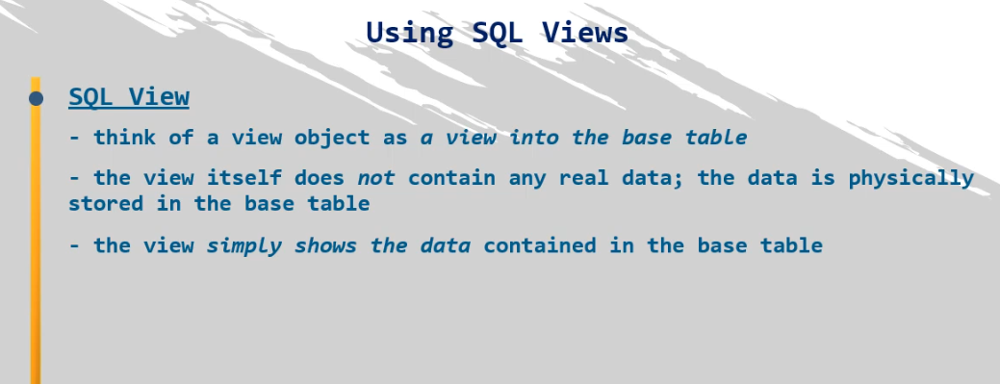 Using SQL Views
SQL View
- think of a view object as a view into the base table
- the view itself does not contain any real data; the data is physically
stored in the base table
- the view simply shows the data contained in the base table